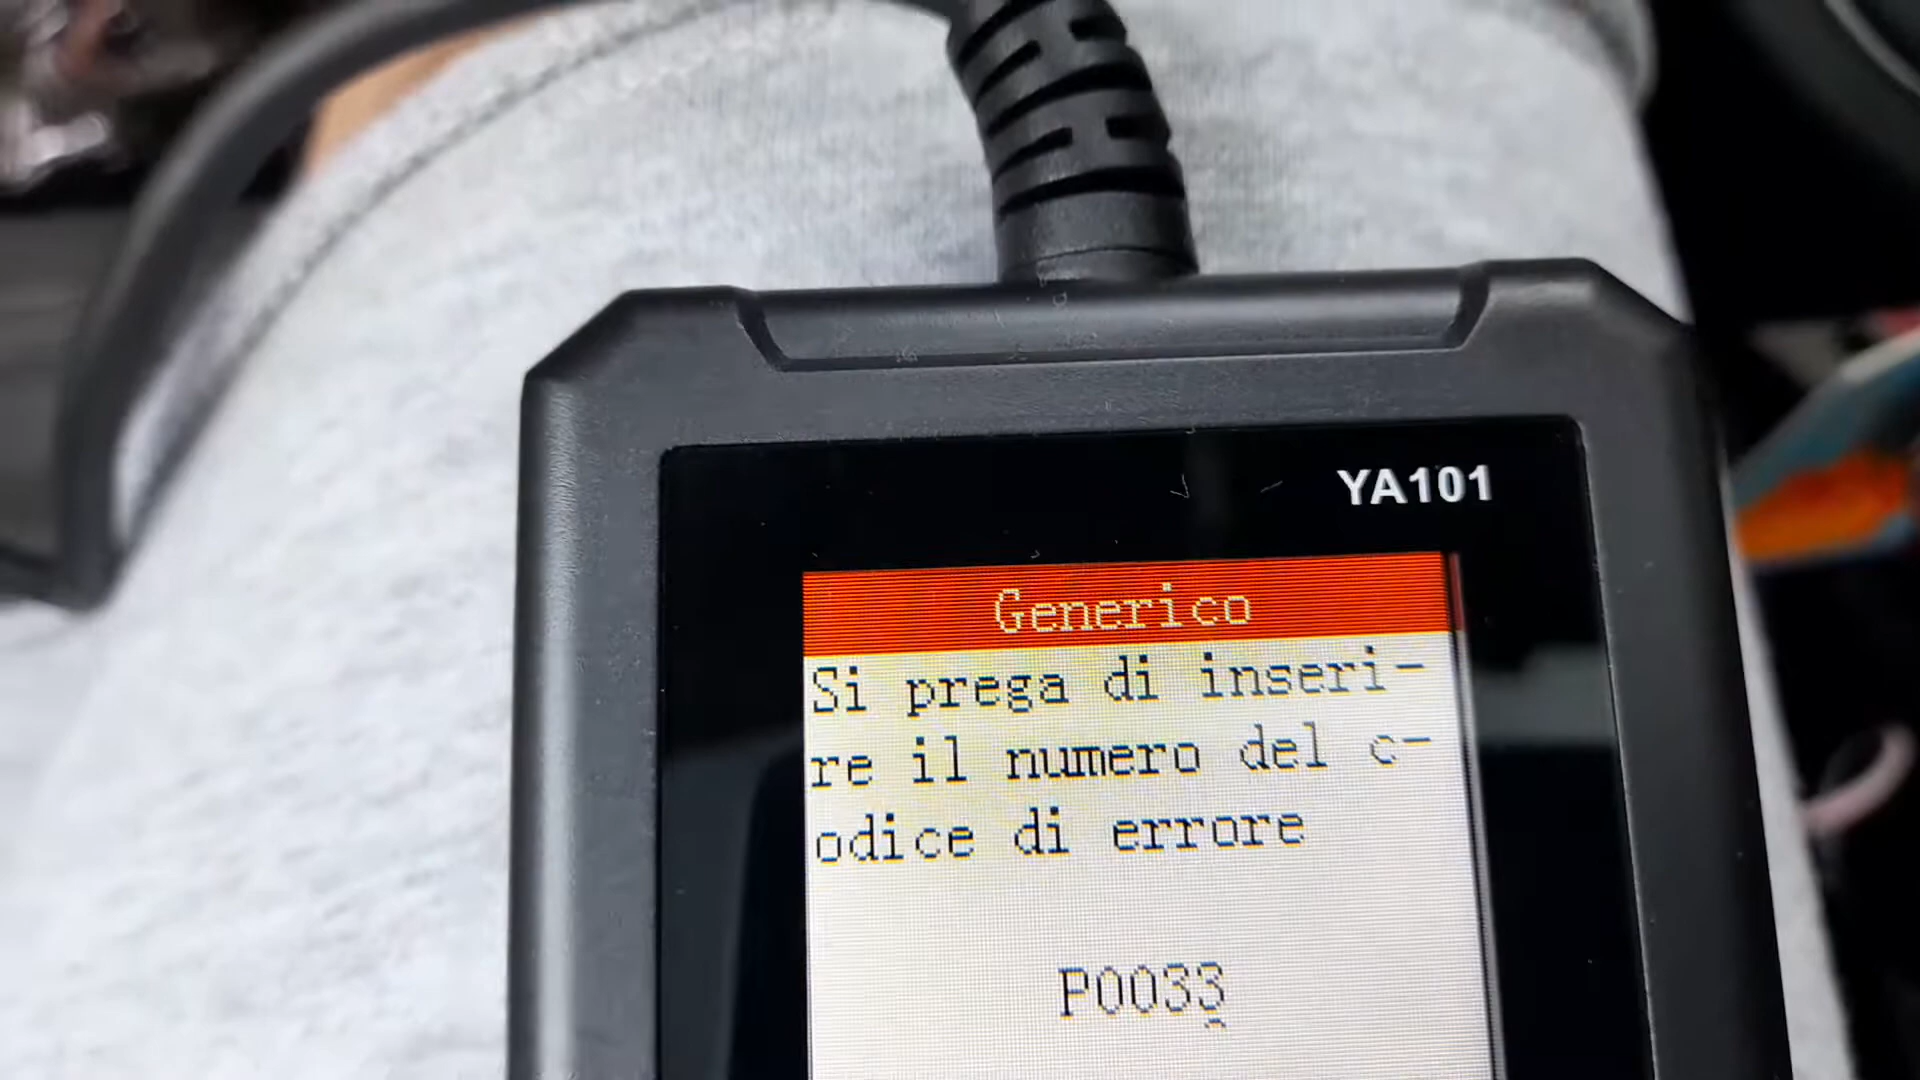 YA101
Generico
Si prega di inseri-
re il numero del c-
odice di errore
P0033